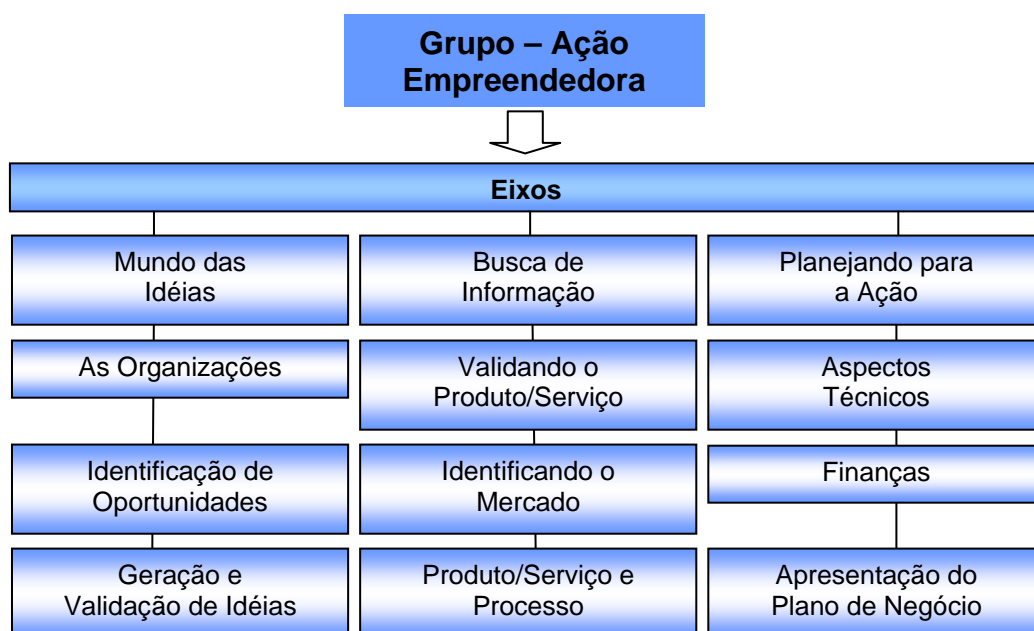 Grupo – Ação
Empreendedora
Eixos
Mundo das
Idéias
Busca de
Informação
Planejando para
a Ação
As Organizações
Validando o
Produto/Serviço
Aspectos
Técnicos
Identificação de
Oportunidades
Identificando o
Mercado
Finanças
Geração e
Validação de Idéias
Produto/Serviço e
Processo
Apresentação do
Plano de Negócio